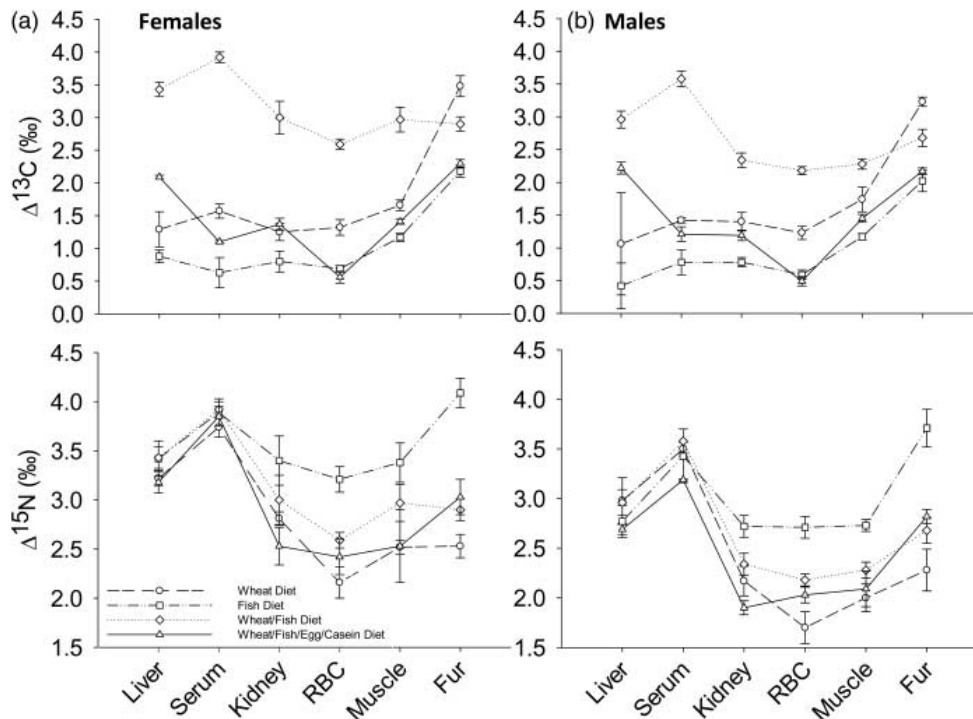 (a) Females
(b) Males
Δ¹³C (‰)
4.5
4.0
3.5
3.0
2.5
2.0
1.5
1.0
0.5
0.0
Δ¹³C (‰)
4.5
4.0
3.5
3.0
2.5
2.0
1.5
1.0
0.5
0.0
Δ¹⁵N (‰)
4.5
4.0
3.5
3.0
2.5
2.0
1.5
Wheat Diet
Fish Diet
Wheat/Fish Diet
Wheat/Fish/Egg/Casein Diet
Liver
Serum
Kidney
RBC
Muscle
Fur
Δ¹⁵N (‰)
4.5
4.0
3.5
3.0
2.5
2.0
1.5
Liver
Serum
Kidney
RBC
Muscle
Fur